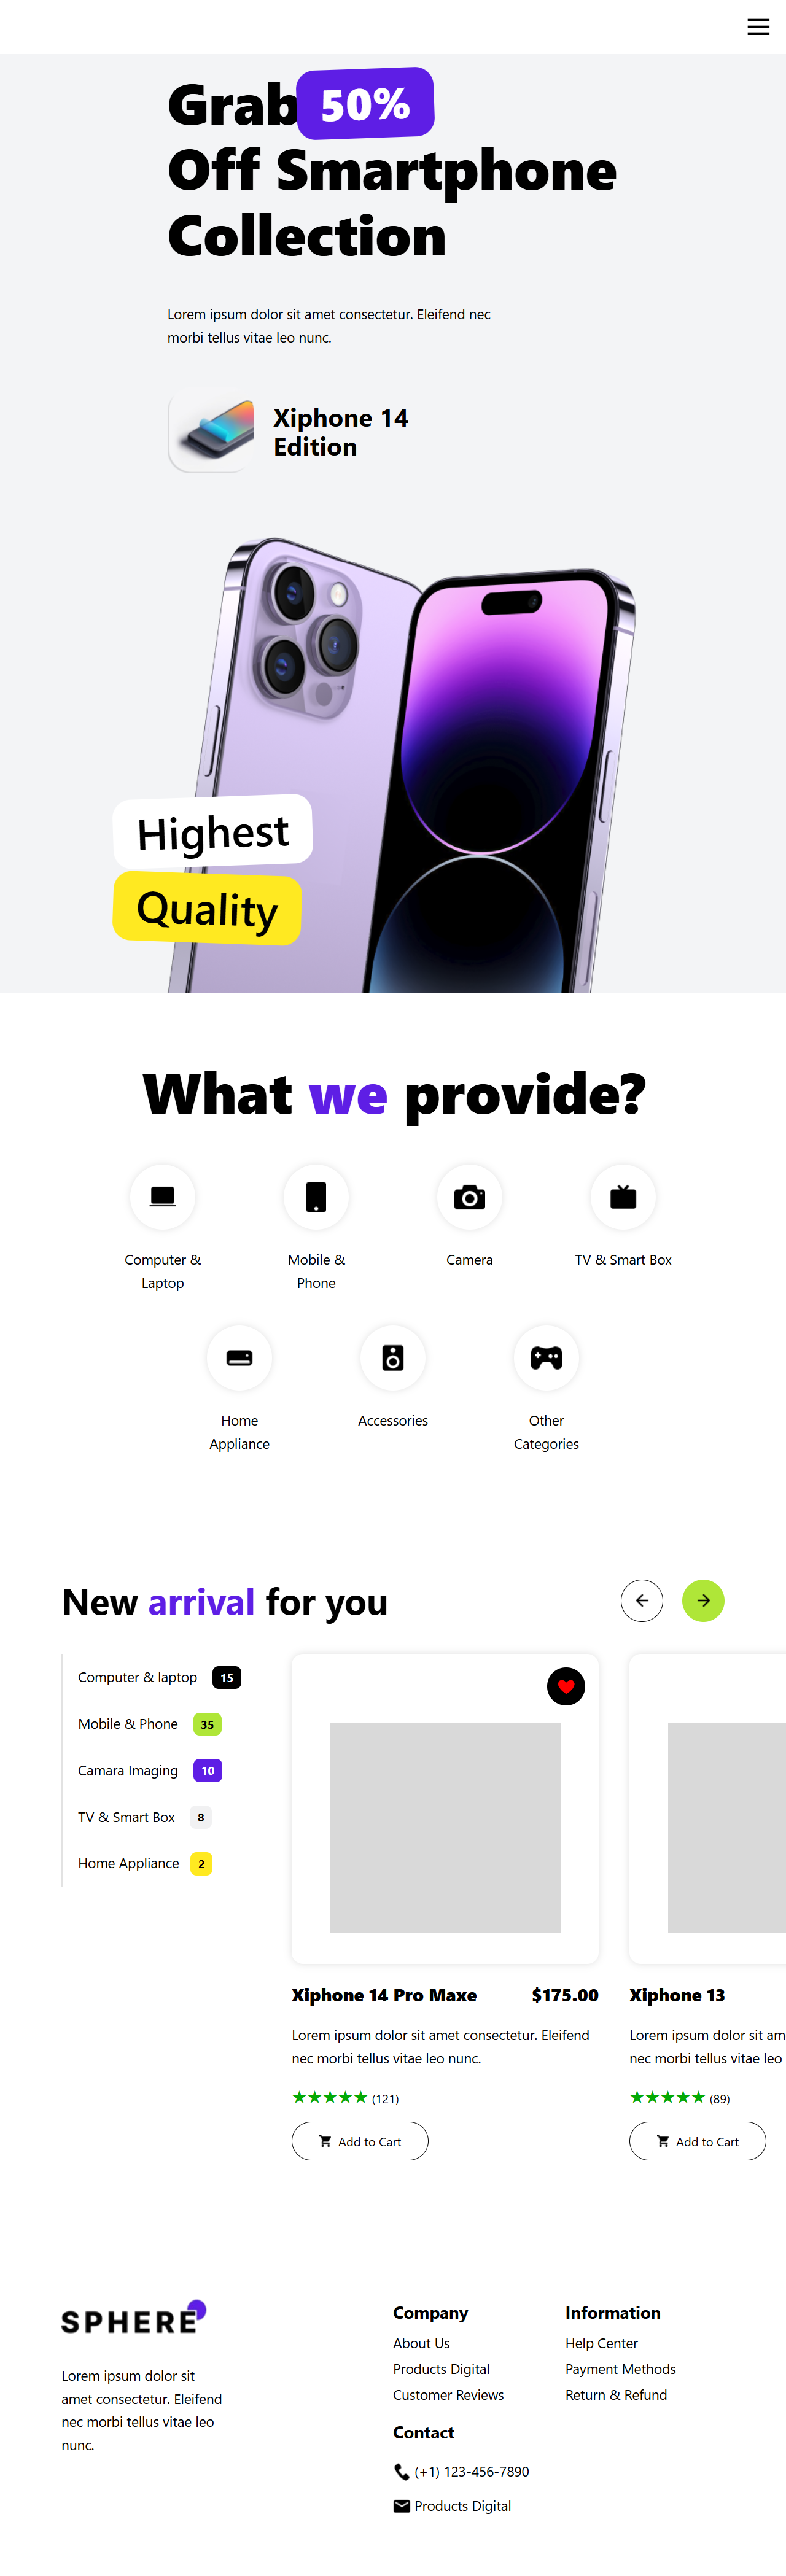 Grab 50%
Off Smartphone
Collection
Lorem ipsum dolor sit amet consectetur. Eleifend nec
morbi tellus vitae leo nunc.
Xiphone 14
Edition
Highest
Quality
What we provide?
Computer &
Laptop
Mobile &
Phone
Camera
TV & Smart Box
Home
Appliance
Accessories
Other
Categories
New arrival for you
Computer & laptop 15
Mobile & Phone 35
Camara Imaging 10
TV & Smart Box 8
Home Appliance 2
Xiphone 14 Pro Maxe $175.00
Lorem ipsum dolor sit amet consectetur. Eleifend
nec morbi tellus vitae leo nunc.
★★★★★ (121)
Add to Cart
Xiphone 13
Lorem ipsum dolor sit am
nec morbi tellus vitae leo
★★★★★ (89)
Add to Cart
SPHERE
Lorem ipsum dolor sit
amet consectetur. Eleifend
nec morbi tellus vitae leo
nunc.
Company
About Us
Products Digital
Customer Reviews
Information
Help Center
Payment Methods
Return & Refund
Contact
(+1) 123-456-7890
Products Digital